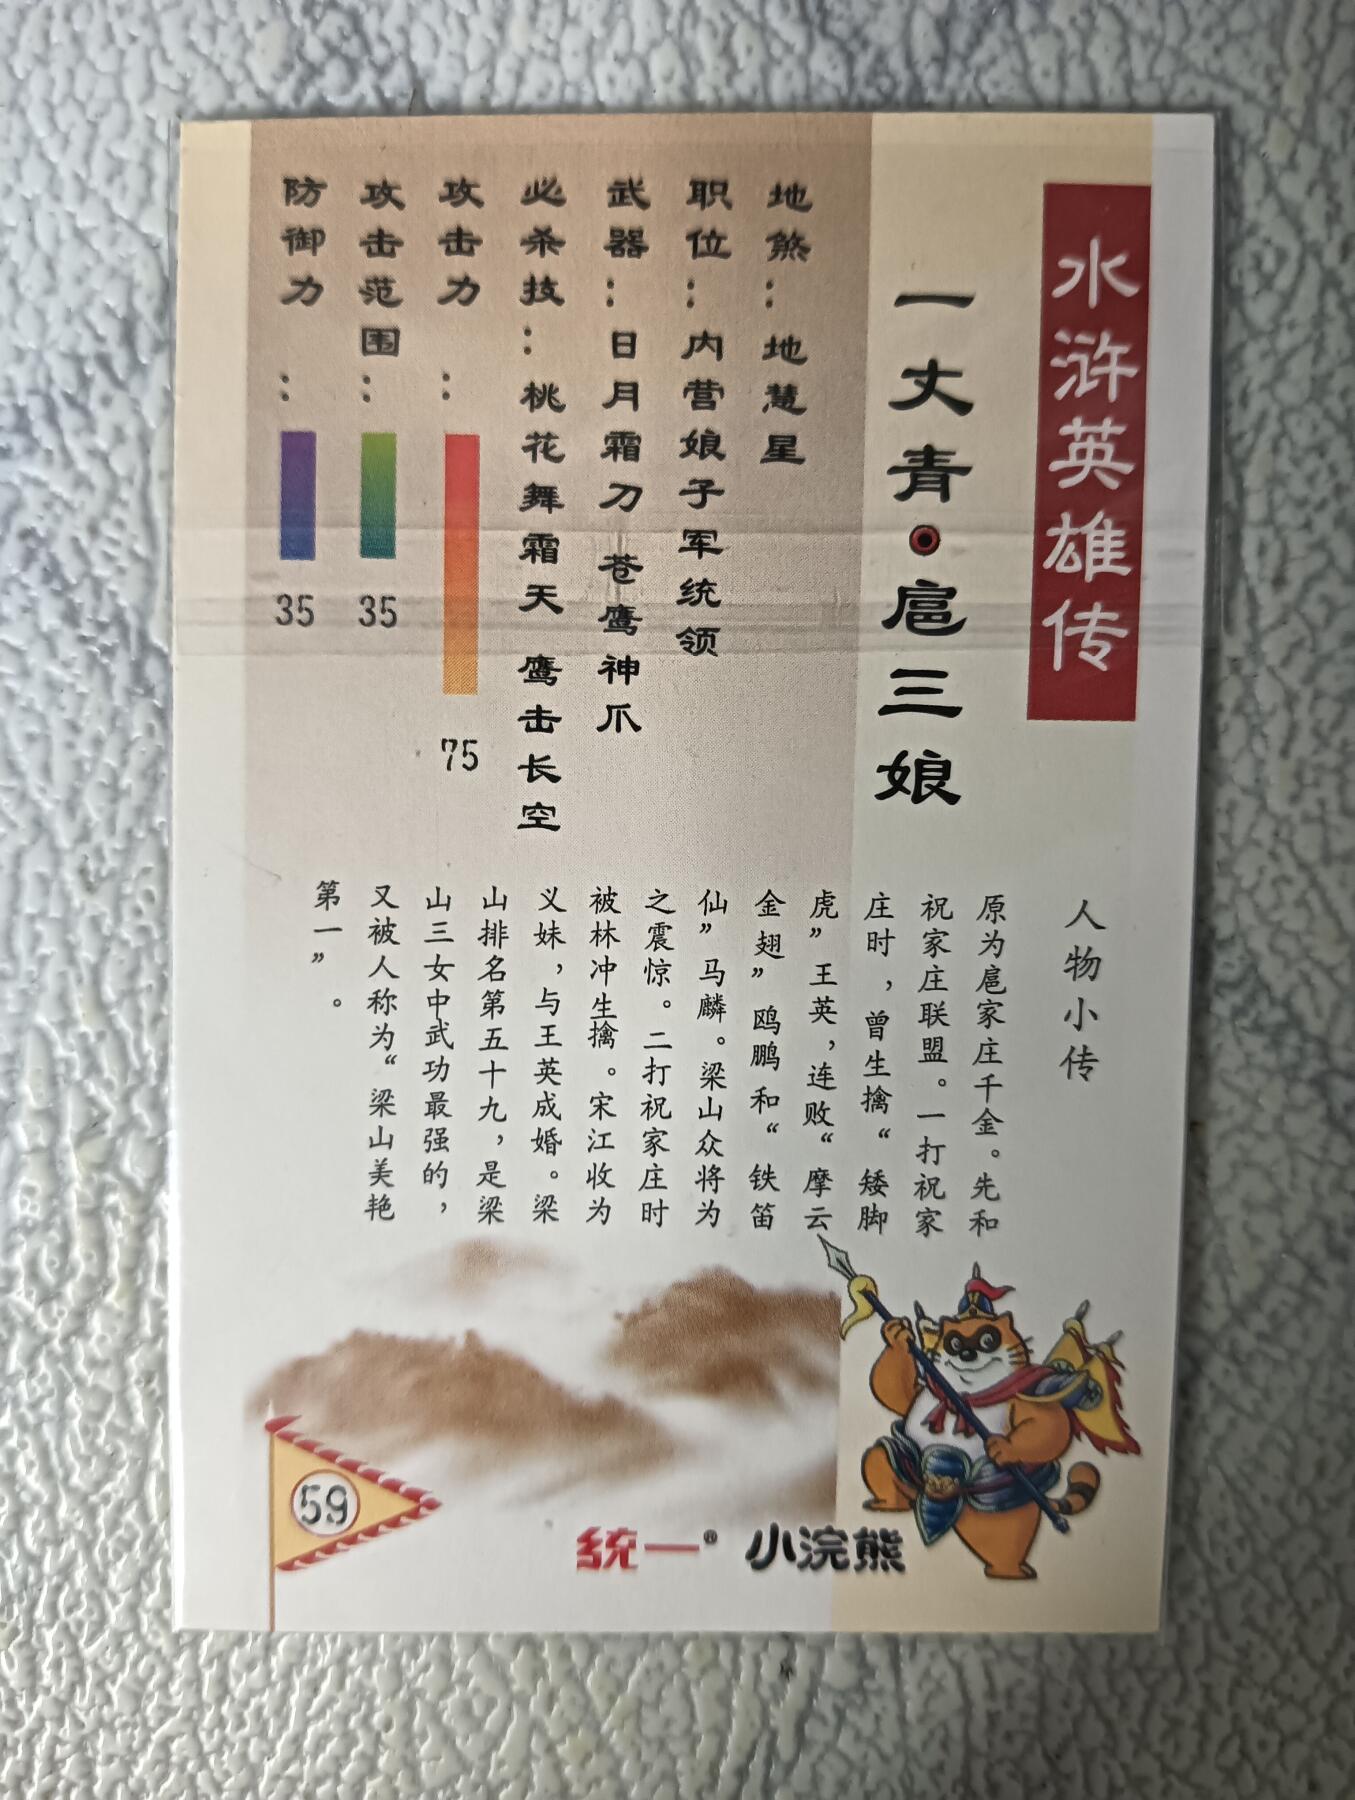 水浒英雄传
一丈青·扈三娘
地煞：地慧星
职位：内营娘子军统领
武器：日月霜刀 苍鹰神爪
必杀技：桃花舞霜天 鹰击长空
攻击力：75
攻击范围：35
防御力：35
人物小传
原为扈家庄千金。先和
祝家庄联盟。一打祝家
庄时，曾生擒“矮脚
虎”王英，连败“摩云
金翅”鸥鹏和“铁笛
仙”马麟。梁山众将为
之震惊。二打祝家庄时
被林冲生擒。宋江收为
义妹，与王英成婚。梁
山排名第五十九，是梁
山三女中武功最强的，
又被人称为“梁山美艳
第一”。
59
统一® 小浣熊